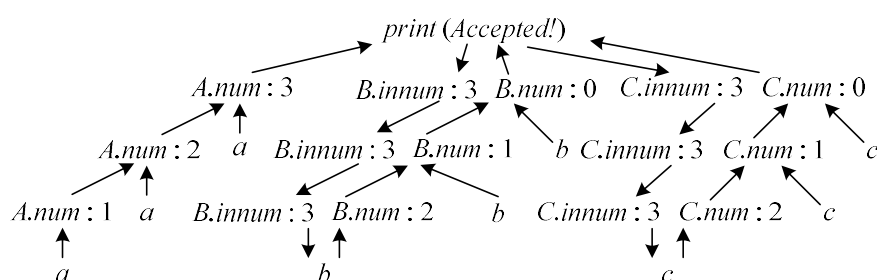 print (Accepted!)
A.num : 3 B.innum : 3 B.num : 0 C.innum : 3 C.num : 0
A.num : 2 a B.innum : 3 B.num : 1 b C.innum : 3 C.num : 1 c
A.num : 1 a B.innum : 3 B.num : 2 b C.innum : 3 C.num : 2 c
a b c